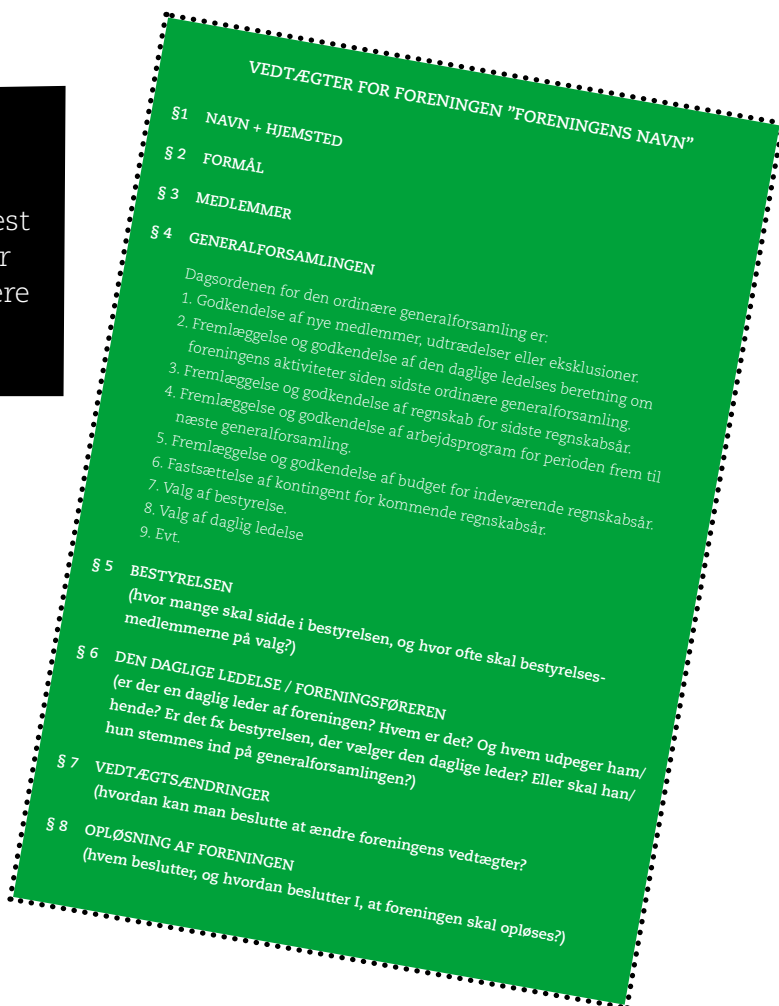 est
r
ere
VEDTÆGTER FOR FORENINGEN ”FORENINGENS NAVN”
§1 NAVN + HJEMSTED
§ 2 FORMÅL
§ 3 MEDLEMMER
§ 4 GENERALFORSAMLINGEN
Dagsordenen for den ordinære generalforsamling er:
1. Godkendelse af nye medlemmer, udtrædelser eller eksklusioner.
2. Fremlæggelse og godkendelse af den daglige ledelses beretning om
foreningens aktiviteter siden sidste ordinære generalforsamling.
3. Fremlæggelse og godkendelse af regnskab for sidste regnskabsår.
4. Fremlæggelse og godkendelse af arbejdsprogram for perioden frem til
næste generalforsamling.
5. Fremlæggelse og godkendelse af budget for indeværende regnskabsår.
6. Fastsættelse af kontingent for kommende regnskabsår.
7. Valg af bestyrelse.
8. Valg af daglig ledelse
9. Evt.
§ 5 BESTYRELSEN
(hvor mange skal sidde i bestyrelsen, og hvor ofte skal bestyrelses-
medlemmerne på valg?)
§ 6 DEN DAGLIGE LEDELSE / FORENINGSFØREREN
(er der en daglig leder af foreningen? Hvem er det? Og hvem udpeger ham/
hende? Er det fx bestyrelsen, der vælger den daglige leder? Eller skal han/
hun stemmes ind på generalforsamlingen?)
§ 7 VEDTÆGTSÆNDRINGER
(hvordan kan man beslutte at ændre foreningens vedtægter?
§ 8 OPLØSNING AF FORENINGEN
(hvem beslutter, og hvordan beslutter I, at foreningen skal opløses?)